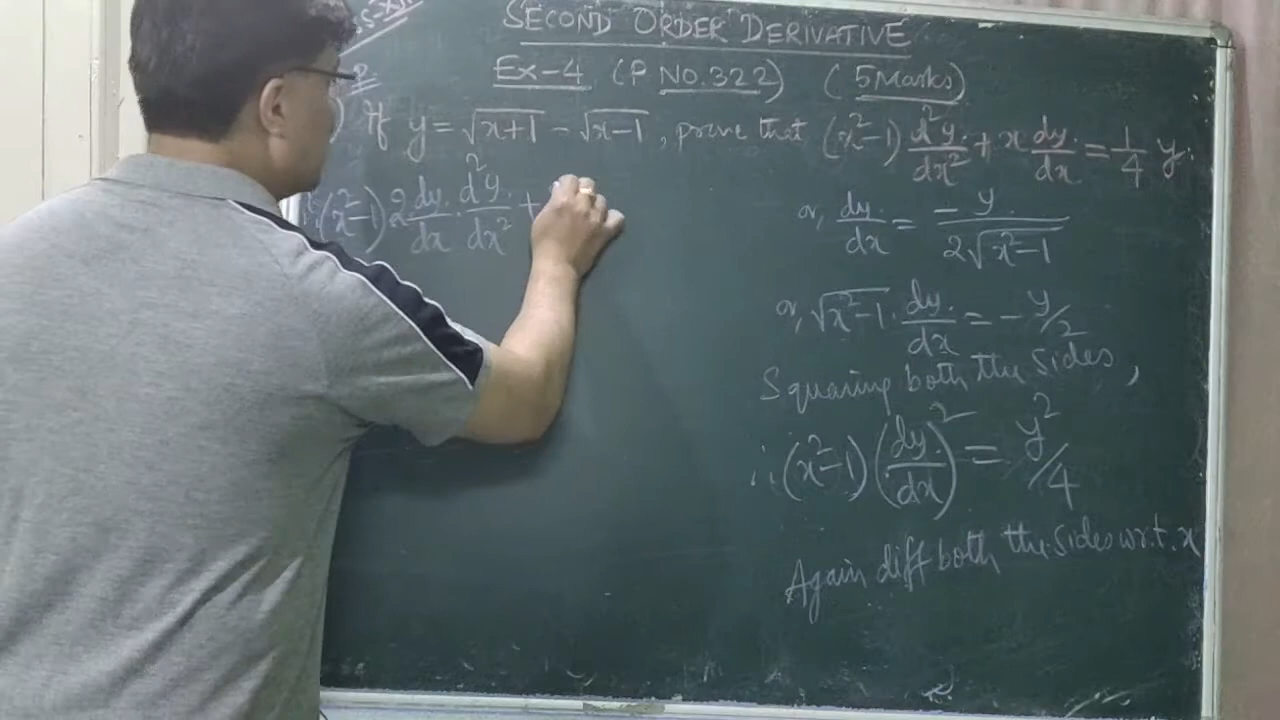 SECOND ORDER DERIVATIVE
Ex-4 (P. No. 322) (5 Marks)
) If y = √(x+1) - √(x-1), prove that (x²-1) d²y/dx² + x dy/dx = 1/4 y.
(x²-1) 2 dy/dx . d²y/dx² +
or, dy/dx = -y/2√(x²-1)
or, √(x²-1) . dy/dx = - y/2
Squaring both the sides,
∴ (x²-1) (dy/dx)² = y²/4
Again diff both the sides w.r.t. x